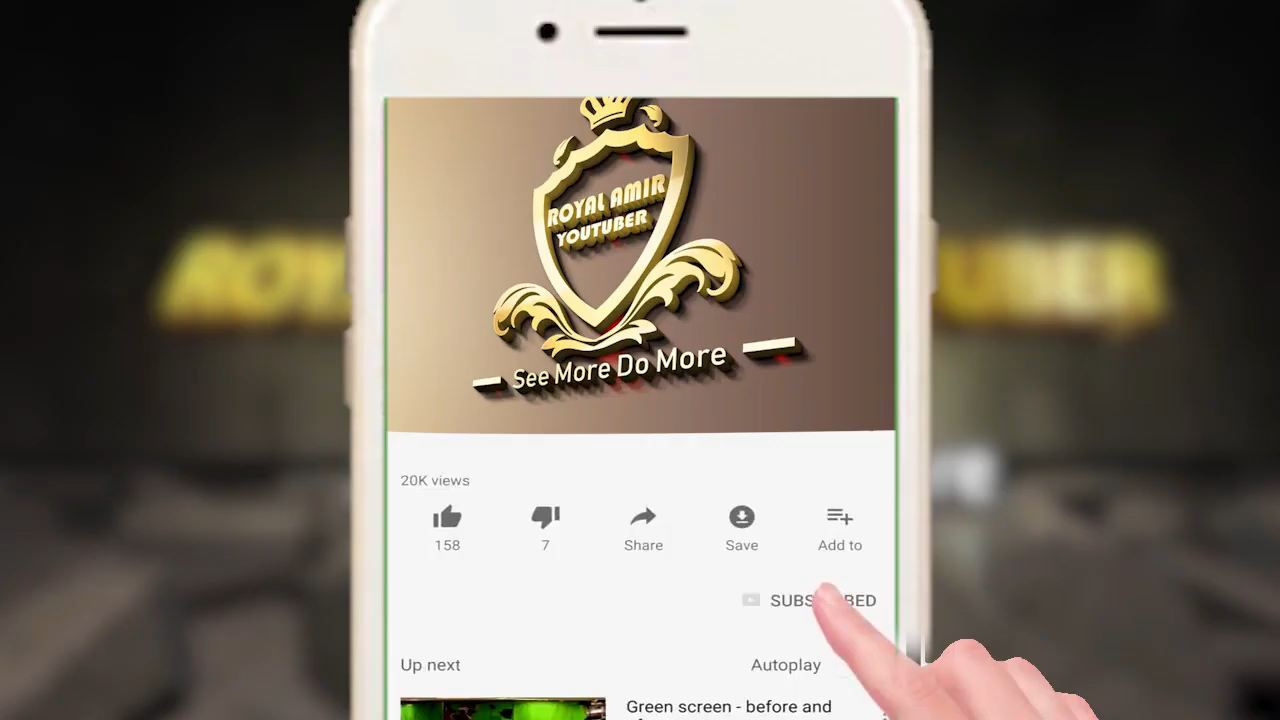 ROYAL AMIR
YOUTUBER
See More Do More
20K views
158
7
Share
Save
Add to
Up next
Autoplay
Green screen - before and